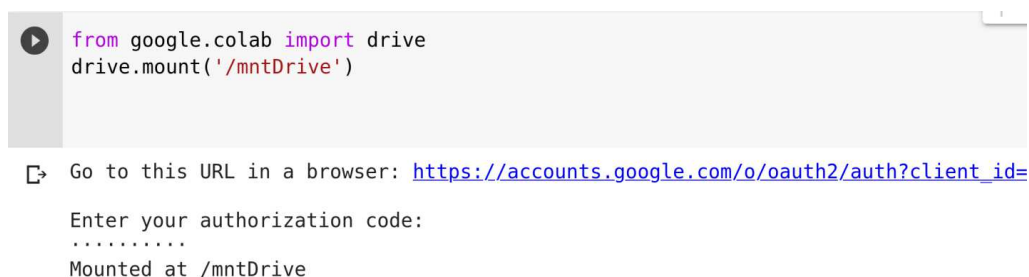 from google.colab import drive
drive.mount('/mntDrive')
Go to this URL in a browser: https://accounts.google.com/o/oauth2/auth?client_id=
Enter your authorization code:
..........
Mounted at /mntDrive